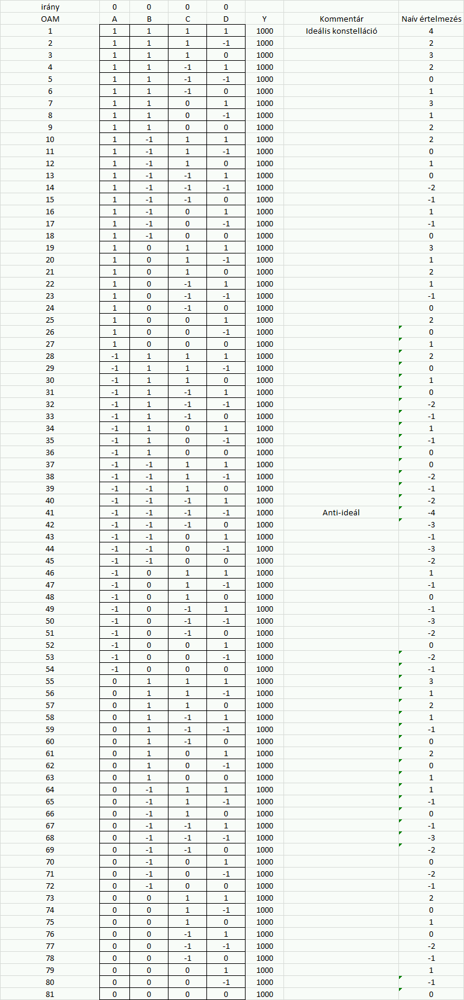 irány 0 0 0 0
OAM A B C D Y Kommentár Naív értelmezés
1 1 1 1 1 1000 Ideális konstelláció 4
2 1 1 1 -1 1000 2
3 1 1 1 0 1000 3
4 1 1 -1 1 1000 2
5 1 1 -1 -1 1000 0
6 1 1 -1 0 1000 1
7 1 1 0 1 1000 3
8 1 1 0 -1 1000 1
9 1 1 0 0 1000 2
10 1 -1 1 1 1000 2
11 1 -1 1 -1 1000 0
12 1 -1 1 0 1000 1
13 1 -1 -1 1 1000 0
14 1 -1 -1 -1 1000 -2
15 1 -1 -1 0 1000 -1
16 1 -1 0 1 1000 1
17 1 -1 0 -1 1000 -1
18 1 -1 0 0 1000 0
19 1 0 1 1 1000 3
20 1 0 1 -1 1000 1
21 1 0 1 0 1000 2
22 1 0 -1 1 1000 1
23 1 0 -1 -1 1000 -1
24 1 0 -1 0 1000 0
25 1 0 0 1 1000 2
26 1 0 0 -1 1000 0
27 1 0 0 0 1000 1
28 -1 1 1 1 1000 2
29 -1 1 1 -1 1000 0
30 -1 1 1 0 1000 1
31 -1 1 -1 1 1000 0
32 -1 1 -1 -1 1000 -2
33 -1 1 -1 0 1000 -1
34 -1 1 0 1 1000 1
35 -1 1 0 -1 1000 -1
36 -1 1 0 0 1000 0
37 -1 -1 1 1 1000 0
38 -1 -1 1 -1 1000 -2
39 -1 -1 1 0 1000 -1
40 -1 -1 -1 1 1000 -2
41 -1 -1 -1 -1 1000 Anti-ideál -4
42 -1 -1 -1 0 1000 -3
43 -1 -1 0 1 1000 -1
44 -1 -1 0 -1 1000 -3
45 -1 -1 0 0 1000 -2
46 -1 0 1 1 1000 1
47 -1 0 1 -1 1000 -1
48 -1 0 1 0 1000 0
49 -1 0 -1 1 1000 -1
50 -1 0 -1 -1 1000 -3
51 -1 0 -1 0 1000 -2
52 -1 0 0 1 1000 0
53 -1 0 0 -1 1000 -2
54 -1 0 0 0 1000 -1
55 0 1 1 1 1000 3
56 0 1 1 -1 1000 1
57 0 1 1 0 1000 2
58 0 1 -1 1 1000 1
59 0 1 -1 -1 1000 -1
60 0 1 -1 0 1000 0
61 0 1 0 1 1000 2
62 0 1 0 -1 1000 0
63 0 1 0 0 1000 1
64 0 -1 1 1 1000 1
65 0 -1 1 -1 1000 -1
66 0 -1 1 0 1000 0
67 0 -1 -1 1 1000 -1
68 0 -1 -1 -1 1000 -3
69 0 -1 -1 0 1000 -2
70 0 -1 0 1 1000 0
71 0 -1 0 -1 1000 -2
72 0 -1 0 0 1000 -1
73 0 0 1 1 1000 2
74 0 0 1 -1 1000 0
75 0 0 1 0 1000 1
76 0 0 -1 1 1000 0
77 0 0 -1 -1 1000 -2
78 0 0 -1 0 1000 -1
79 0 0 0 1 1000 1
80 0 0 0 -1 1000 -1
81 0 0 0 0 1000 0